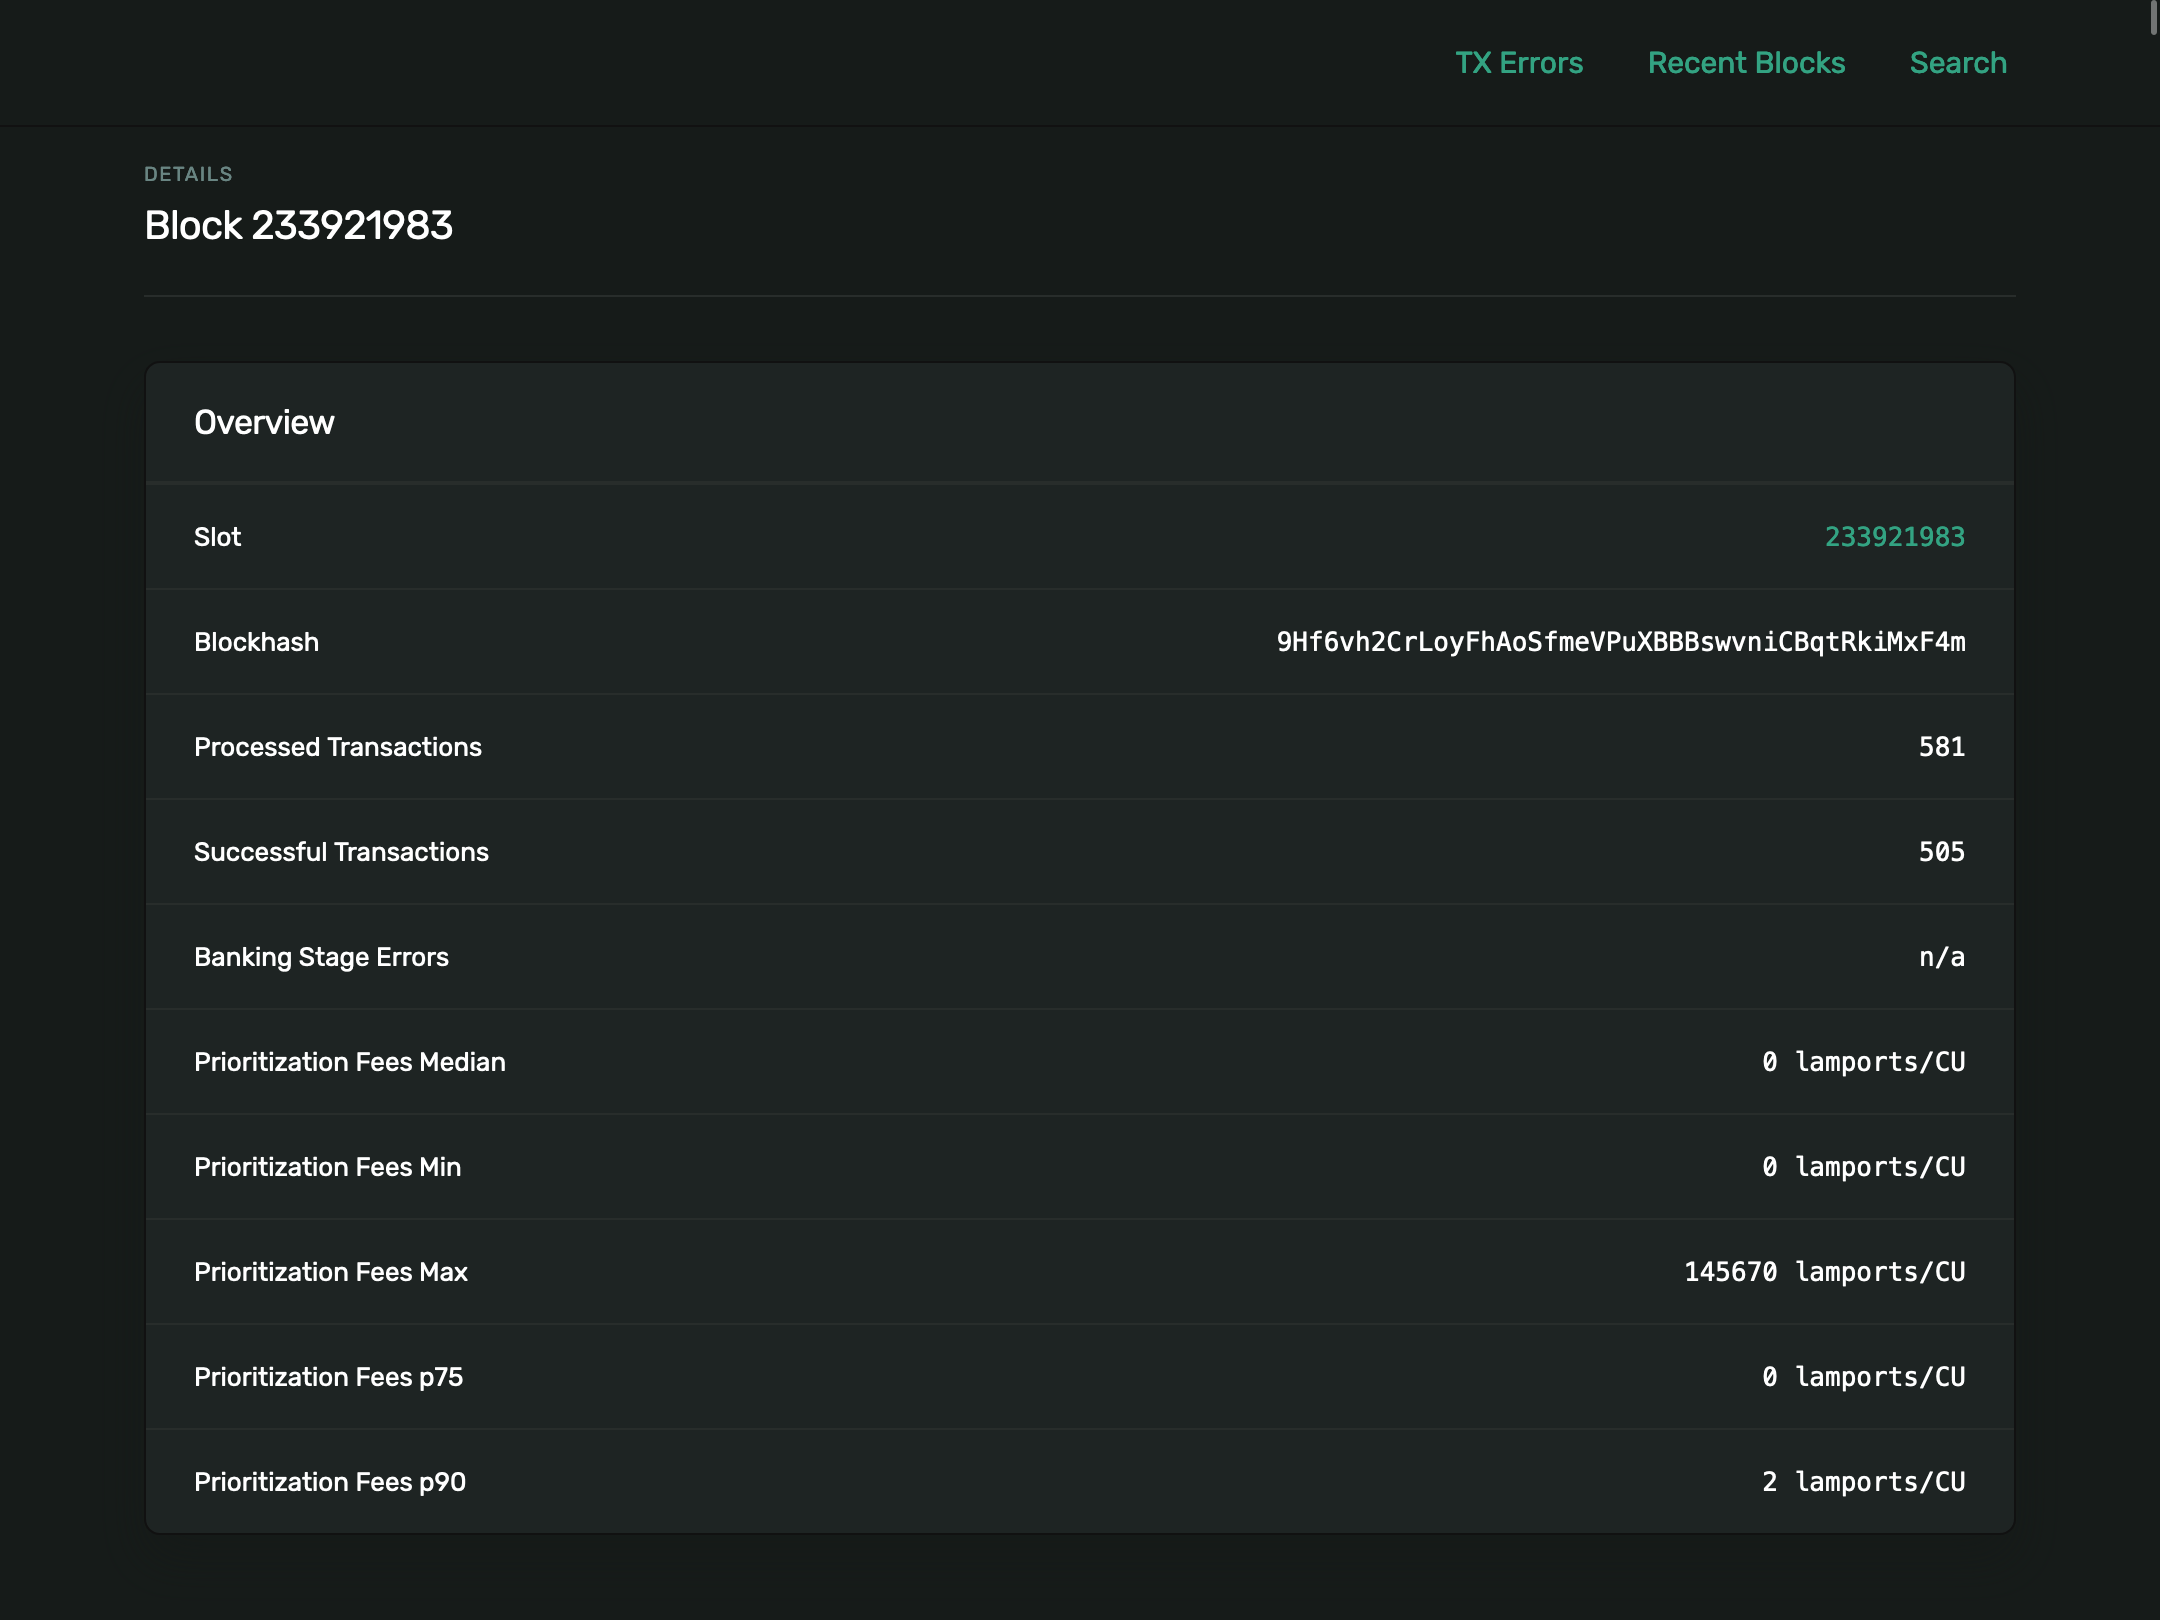 TX Errors Recent Blocks Search
DETAILS
Block 233921983
Overview
Slot 233921983
Blockhash 9Hf6vh2CrLoyFhAoSfmeVPuXBBBswvniCBqtRkiMxF4m
Processed Transactions 581
Successful Transactions 505
Banking Stage Errors n/a
Prioritization Fees Median 0 lamports/CU
Prioritization Fees Min 0 lamports/CU
Prioritization Fees Max 145670 lamports/CU
Prioritization Fees p75 0 lamports/CU
Prioritization Fees p90 2 lamports/CU